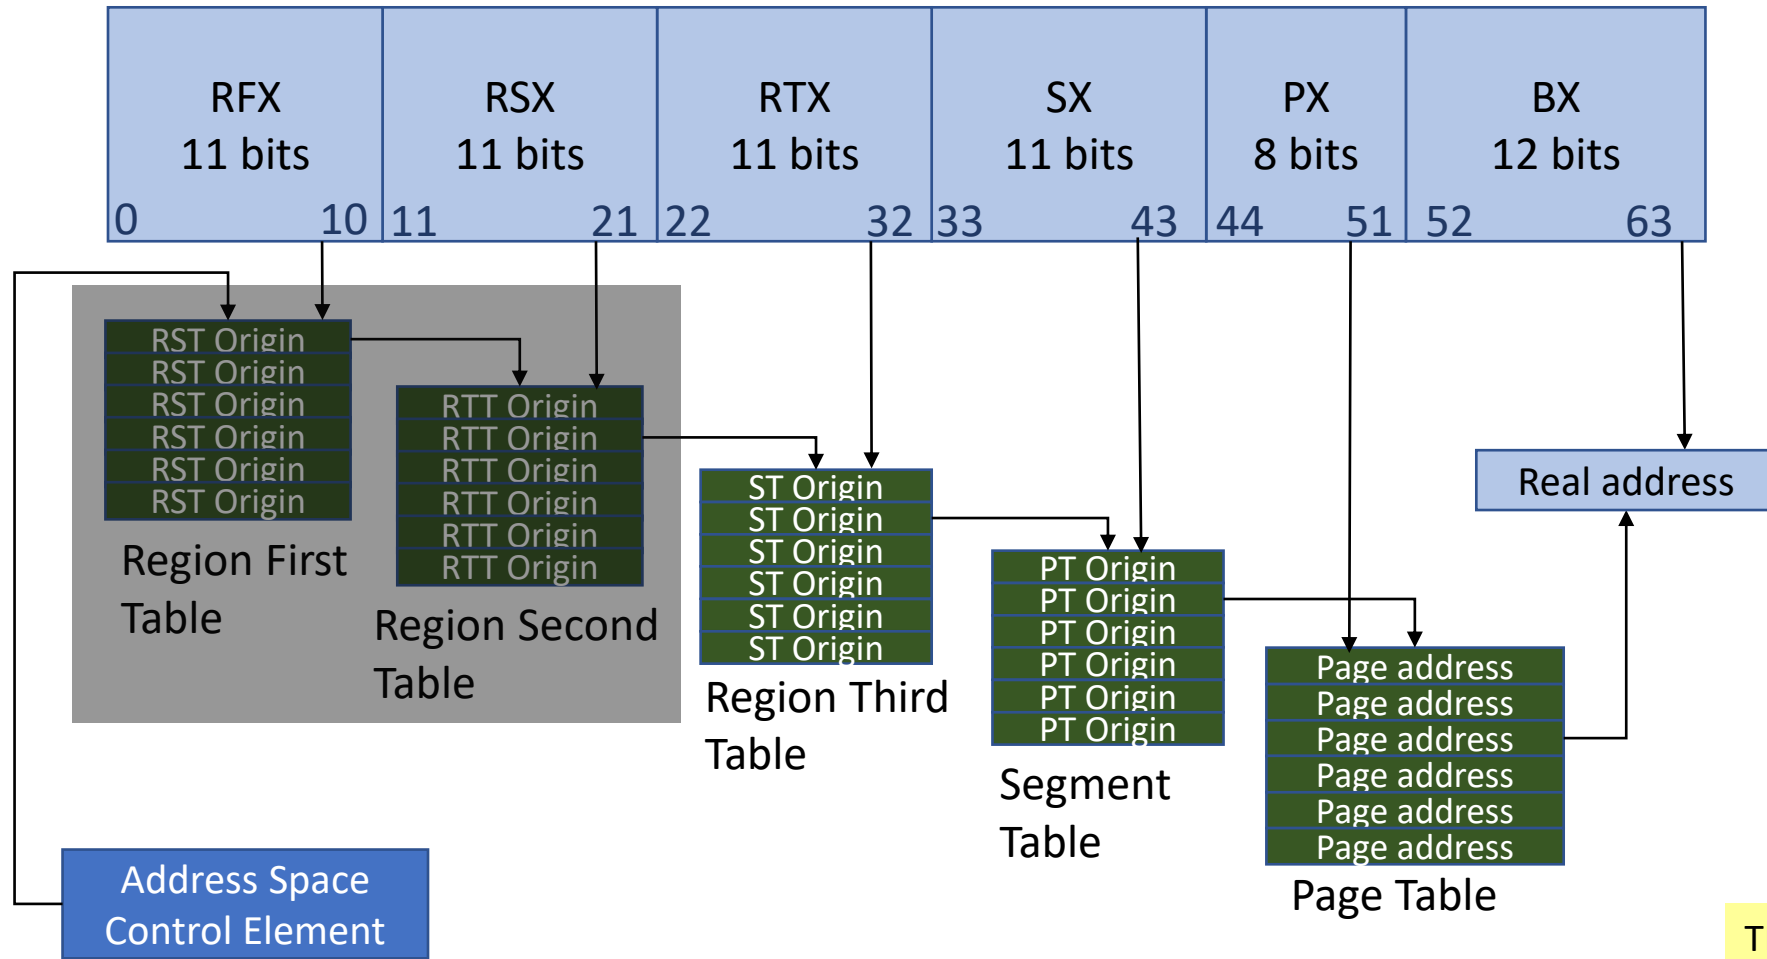 RFX
11 bits
RSX
11 bits
RTX
11 bits
SX
11 bits
PX
8 bits
BX
12 bits
0 10 11 21 22 32 33 43 44 51 52 63
RST Origin
RST Origin
RST Origin
RST Origin
RST Origin
RST Origin
Region First
Table
RTT Origin
RTT Origin
RTT Origin
RTT Origin
RTT Origin
RTT Origin
Region Second
Table
ST Origin
ST Origin
ST Origin
ST Origin
ST Origin
ST Origin
Region Third
Table
PT Origin
PT Origin
PT Origin
PT Origin
PT Origin
PT Origin
Segment
Table
Page address
Page address
Page address
Page address
Page address
Page address
Page Table
Real address
Address Space
Control Element
T